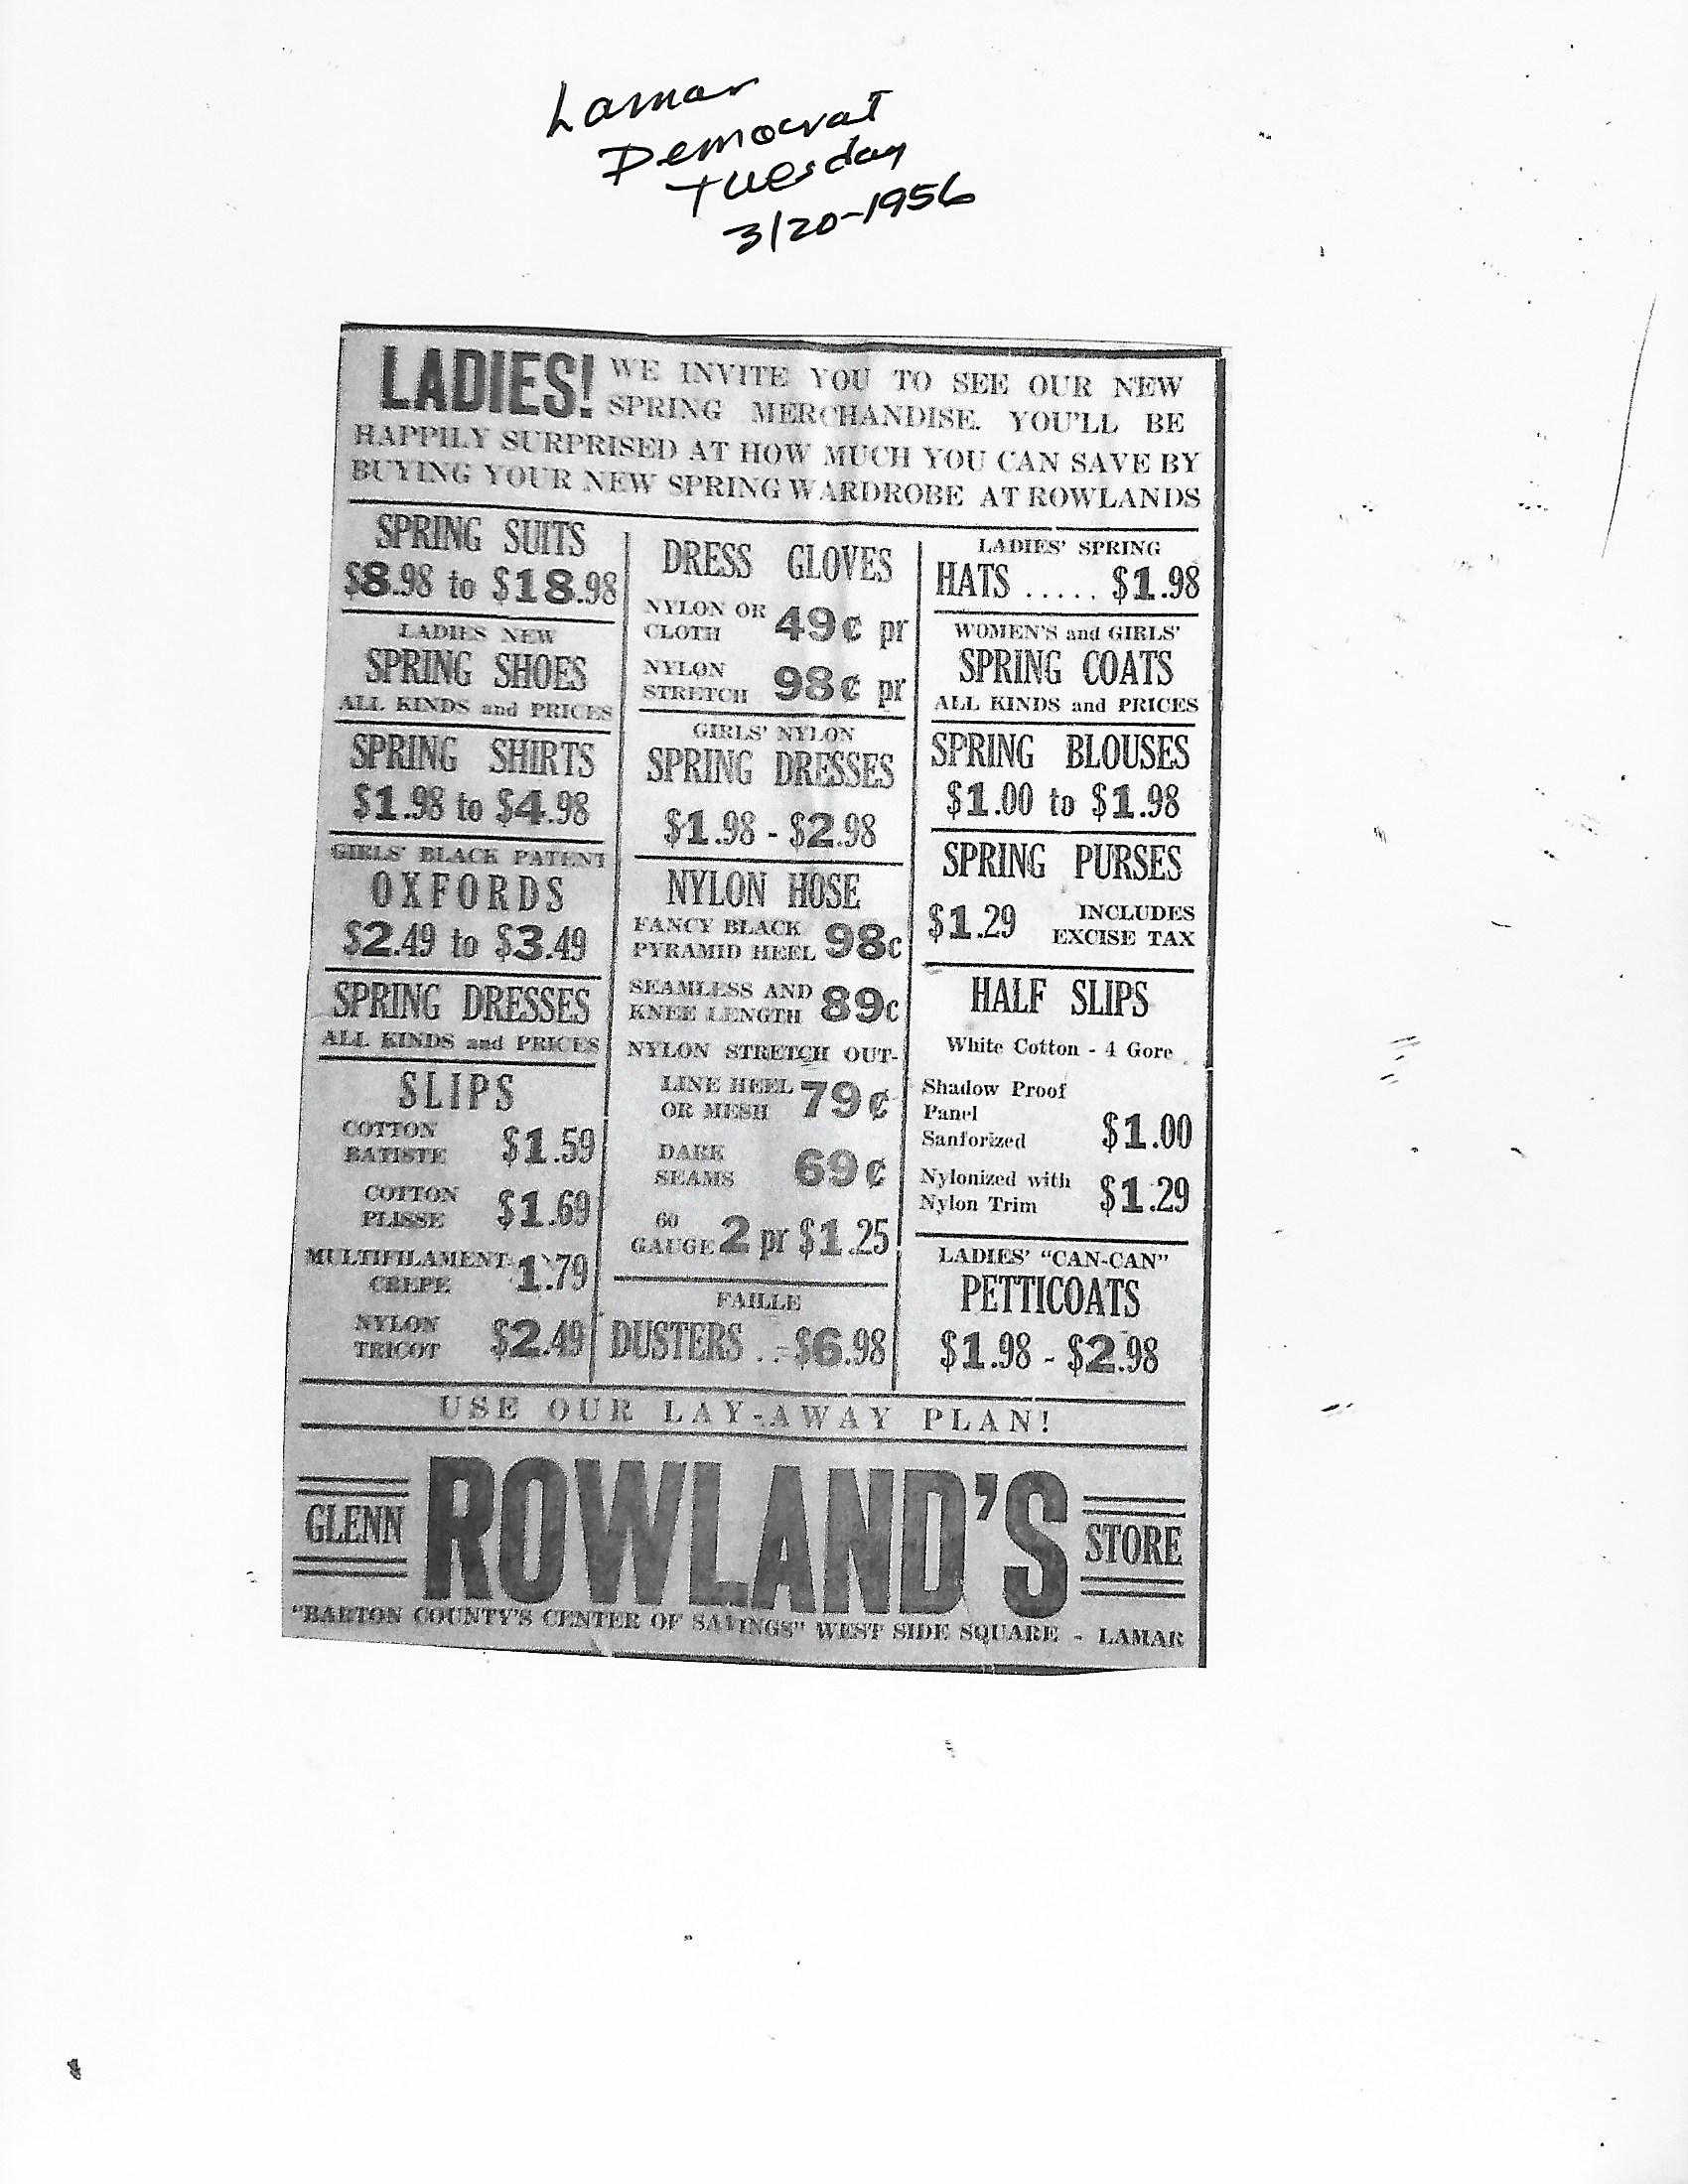 Lamar
Democrat
Tuesday
3/20-1956
LADIES! WE INVITE YOU TO SEE OUR NEW
SPRING MERCHANDISE. YOU'LL BE
HAPPILY SURPRISED AT HOW MUCH YOU CAN SAVE BY
BUYING YOUR NEW SPRING WARDROBE AT ROWLANDS
SPRING SUITS
$8.98 to $18.98
LADIES NEW
SPRING SHOES
ALL KINDS and PRICES
SPRING SHIRTS
$1.98 to $4.98
GIRLS' BLACK PATENT
OXFORDS
$2.49 to $3.49
SPRING DRESSES
ALL KINDS and PRICES
SLIPS
COTTON
BATISTE $1.59
COTTON
PLISSE $1.69
MULTIFILAMENT
CREPE 1.79
NYLON
TRICOT $2.49
DRESS GLOVES
NYLON OR
CLOTH 49¢ pr
NYLON
STRETCH 98¢ pr
GIRLS' NYLON
SPRING DRESSES
$1.98 - $2.98
NYLON HOSE
FANCY BLACK
PYRAMID HEEL 98c
SEAMLESS AND
KNEE LENGTH 89c
NYLON STRETCH OUT-
LINE HEEL
OR MESH 79¢
DARK
SEAMS 69¢
60
GAUGE 2 pr $1.25
FAILLE
DUSTERS .. $6.98
LADIES' SPRING
HATS ..... $1.98
WOMEN'S and GIRLS'
SPRING COATS
ALL KINDS and PRICES
SPRING BLOUSES
$1.00 to $1.98
SPRING PURSES
$1.29 INCLUDES
EXCISE TAX
HALF SLIPS
White Cotton - 4 Gore
Shadow Proof
Panel
Sanforized $1.00
Nylonized with
Nylon Trim $1.29
LADIES' "CAN-CAN"
PETTICOATS
$1.98 - $2.98
USE OUR LAY-AWAY PLAN!
GLENN ROWLAND'S STORE
"BARTON COUNTY'S CENTER OF SAVINGS" WEST SIDE SQUARE - LAMAR